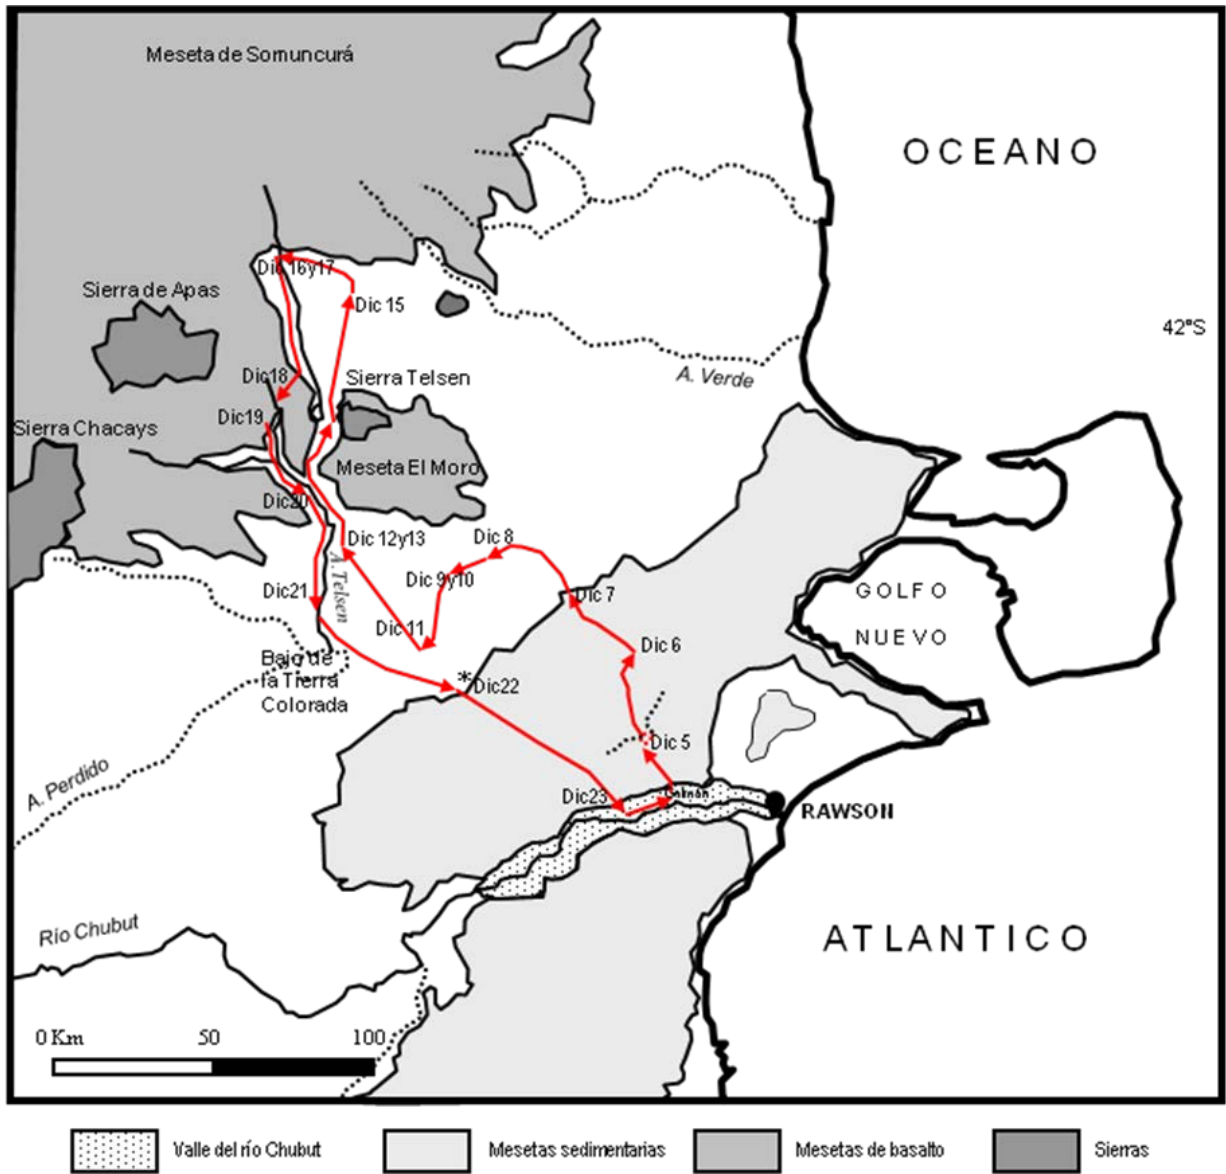 Meseta de Somuncurá
OCEANO
Dic 16y17
Sierra de Apas
Dic 15
42°S
Dic18
Sierra Telsen
A. Verde
Dic19
Sierra Chacays
Meseta El Moro
Dic20
Dic 12y13
Dic 8
A. Telsen
Dic 9y10
Dic21
Dic 7
GOLFO
NUEVO
Dic 11
Dic 6
Bajo de
la Tierra
Colorada
*
Dic22
Dic 5
A. Perdido
Dic23
Gaiman
RAWSON
Río Chubut
ATLANTICO
0 Km 50 100
Valle del río Chubut
Mesetas sedimentarias
Mesetas de basalto
Sierras